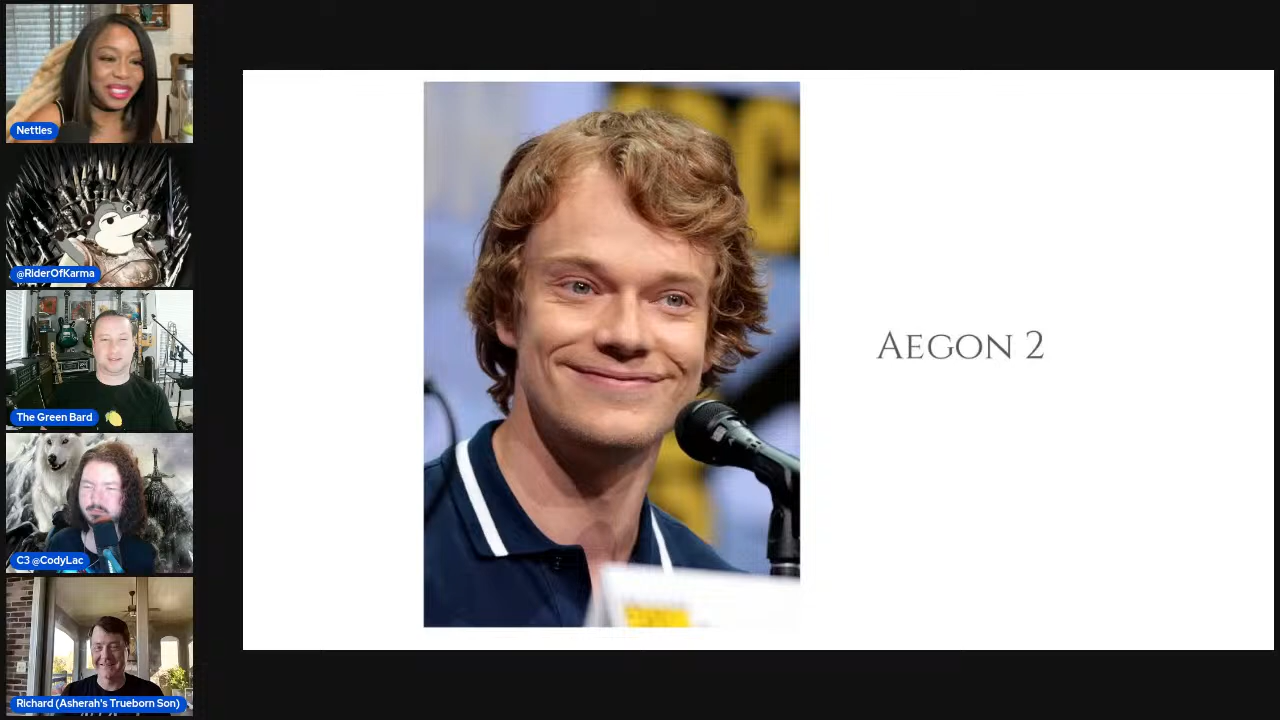 Nettles
@RiderOfKarma
The Green Bard
C3 @CodyLac
Richard (Asherah's Trueborn Son)
AEGON 2